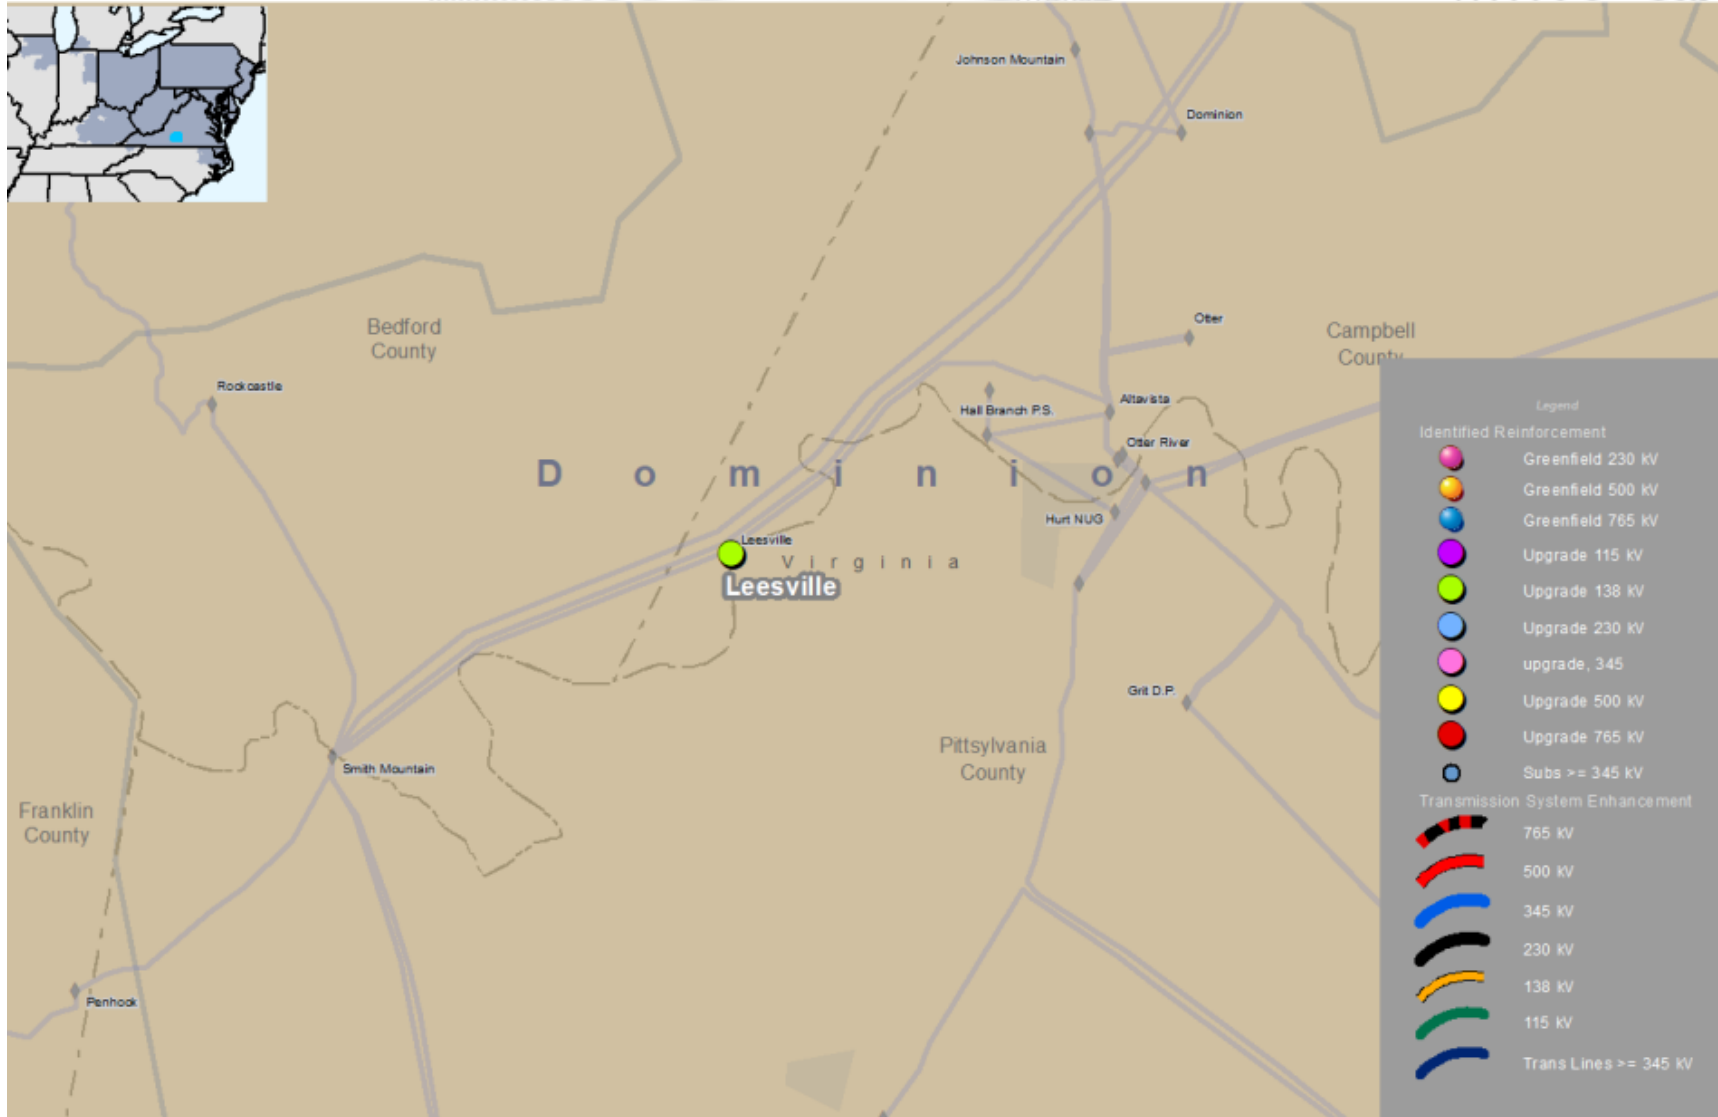 Johnson Mountain
Dominion
Bedford
County
Otter
Campbell
County
Rockcastle
Altavista
Hall Branch P.S.
Otter River
Dominion
Hurt NUG
Leesville
Virginia
Leesville
Grit D.P.
Pittsylvania
County
Smith Mountain
Franklin
County
Penhook
Legend
Identified Reinforcement
Greenfield 230 kV
Greenfield 500 kV
Greenfield 765 kV
Upgrade 115 kV
Upgrade 138 kV
Upgrade 230 kV
upgrade, 345
Upgrade 500 kV
Upgrade 765 kV
Subs >= 345 kV
Transmission System Enhancement
765 kV
500 kV
345 kV
230 kV
138 kV
115 kV
Trans Lines >= 345 kV